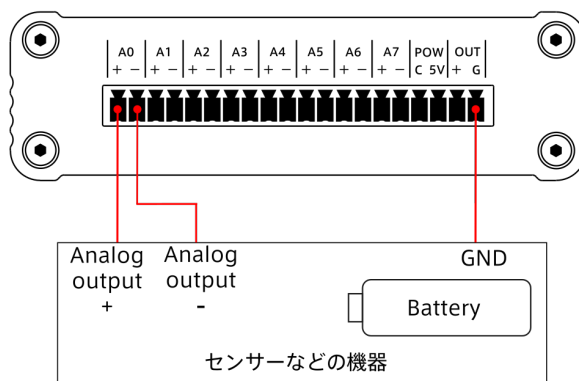 A0 A1 A2 A3 A4 A5 A6 A7 POW OUT
+ − + − + − + − + − + − + − + − C 5V + G
Analog output +
Analog output -
GND
Battery
センサーなどの機器